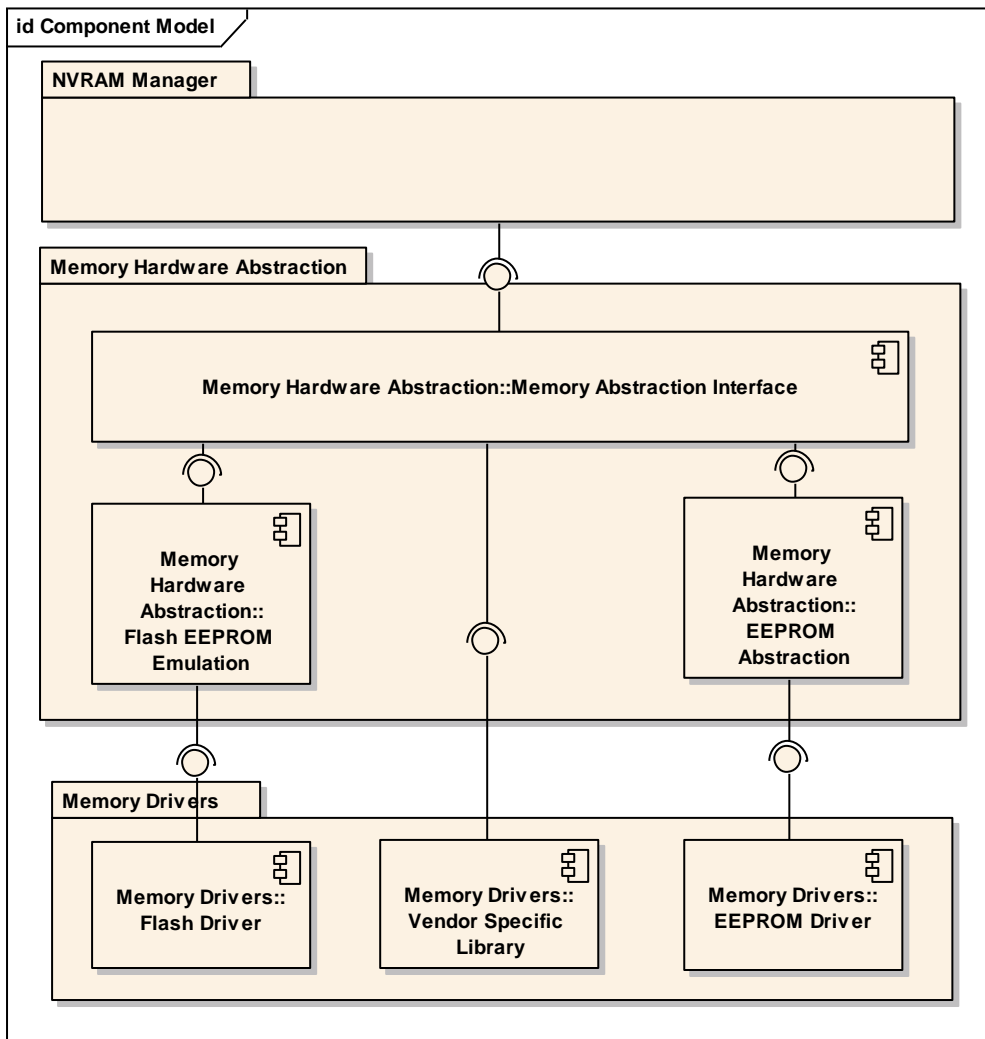 id Component Model
NVRAM Manager
Memory Hardware Abstraction
Memory Hardware Abstraction::Memory Abstraction Interface
Memory
Hardware
Abstraction::
Flash EEPROM
Emulation
Memory
Hardware
Abstraction::
EEPROM
Abstraction
Memory Drivers
Memory Drivers::
Flash Driver
Memory Drivers::
Vendor Specific
Library
Memory Drivers::
EEPROM Driver